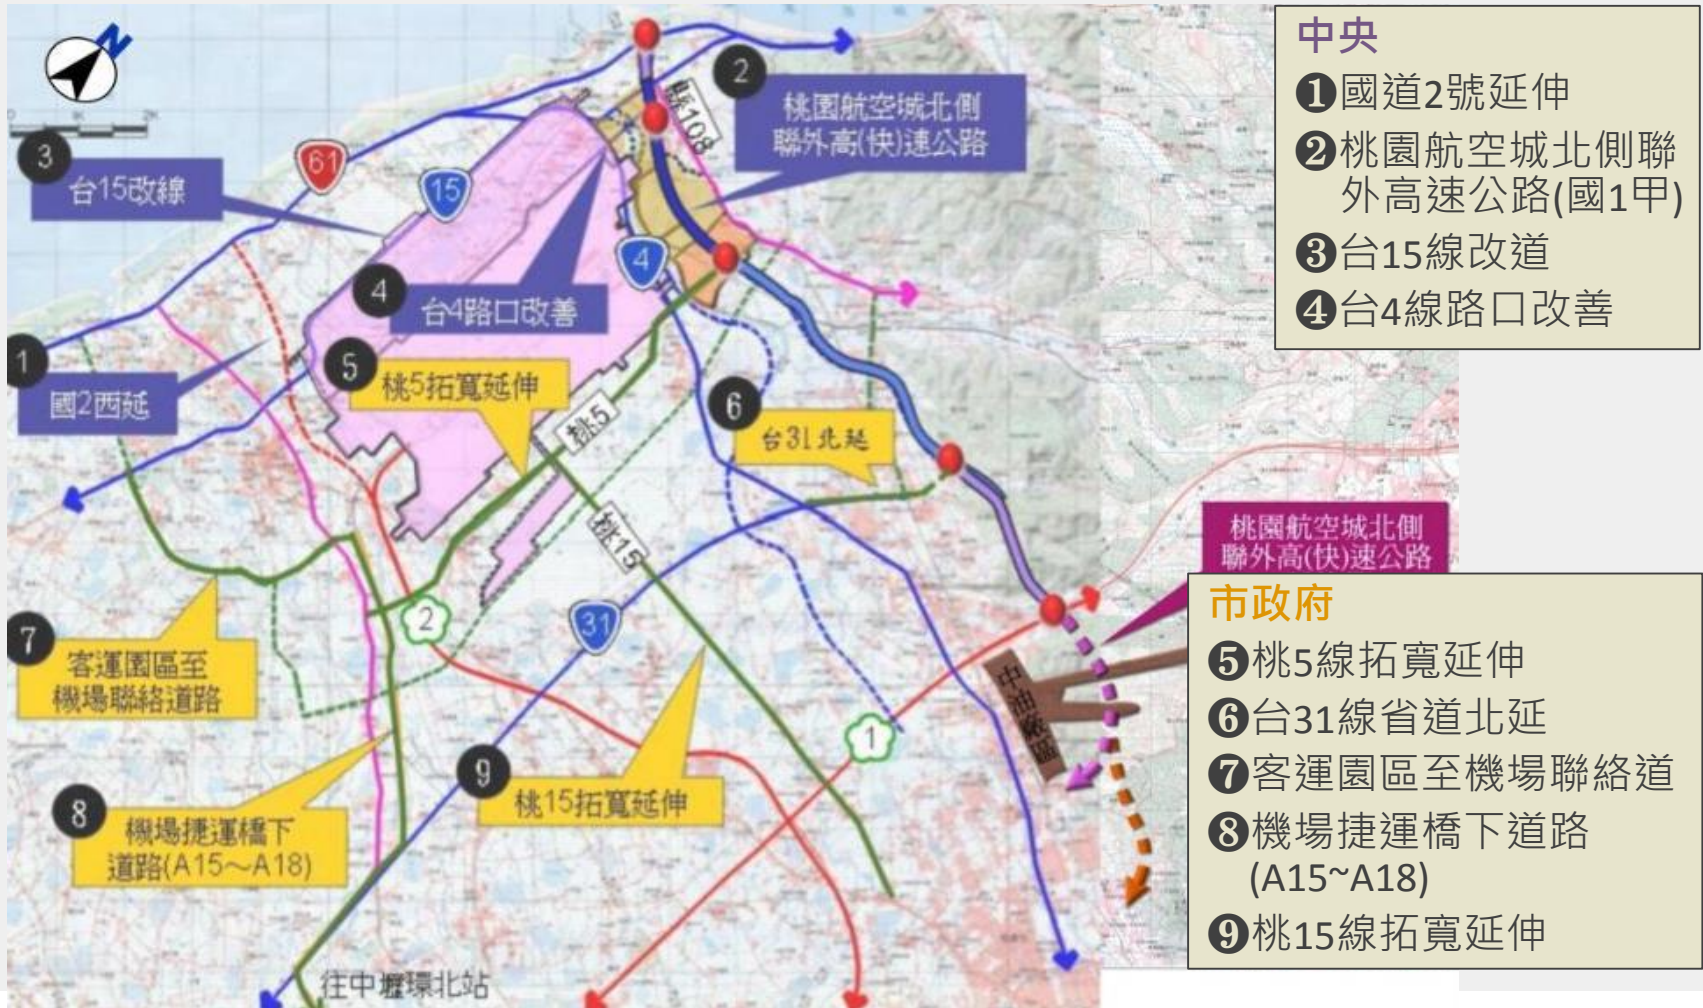 N
2
桃園航空城北側
聯外高(快)速公路
縣108
3
台15改線
61
15
4
4
台4路口改善
1
國2西延
5
桃5拓寬延伸
桃5
6
台31北延
桃15
2
31
1
7
客運園區至
機場聯絡道路
8
機場捷運橋下
道路(A15～A18)
9
桃15拓寬延伸
往中壢環北站
桃園航空城北側
聯外高(快)速公路
中央
❶國道2號延伸
❷桃園航空城北側聯
外高速公路(國1甲)
❸台15線改道
❹台4線路口改善
市政府
❺桃5線拓寬延伸
❻台31線省道北延
❼客運園區至機場聯絡道
❽機場捷運橋下道路
(A15~A18)
❾桃15線拓寬延伸